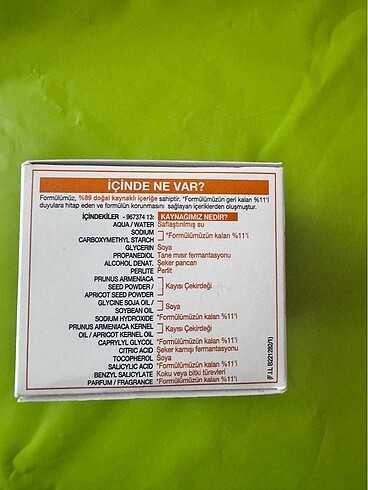 İÇİNDE NE VAR?
Formülümüz, %89 doğal kaynaklı içeriğe sahiptir. *Formülümüzün geri kalan %11'i
duyulara hitap eden ve formülün korunmasını sağlayan içeriklerden oluşmuştur.
İÇİNDEKİLER - 967374 13: KAYNAĞIMIZ NEDİR?
AQUA / WATER Saflaştırılmış su
SODIUM
CARBOXYMETHYL STARCH *Formülümüzün kalan %11'i
GLYCERIN Soya
PROPANEDIOL Tane mısır fermantasyonu
ALCOHOL DENAT. Şeker pancarı
PERLITE Perlit
PRUNUS ARMENIACA
SEED POWDER / Kayısı Çekirdeği
APRICOT SEED POWDER
GLYCINE SOJA OIL /
SOYBEAN OIL Soya
SODIUM HYDROXIDE *Formülümüzün kalan %11'i
PRUNUS ARMENIACA KERNEL
OIL / APRICOT KERNEL OIL Kayısı Çekirdeği
CAPRYLYL GLYCOL *Formülümüzün kalan %11'i
CITRIC ACID Şeker kamışı fermantasyonu
TOCOPHEROL Soya
SALICYLIC ACID *Formülümüzün kalan %11'i
BENZYL SALICYLATE Koku veya bitki türevleri
PARFUM / FRAGRANCE *Formülümüzün kalan %11'i
(F.I.L. B221282/1)